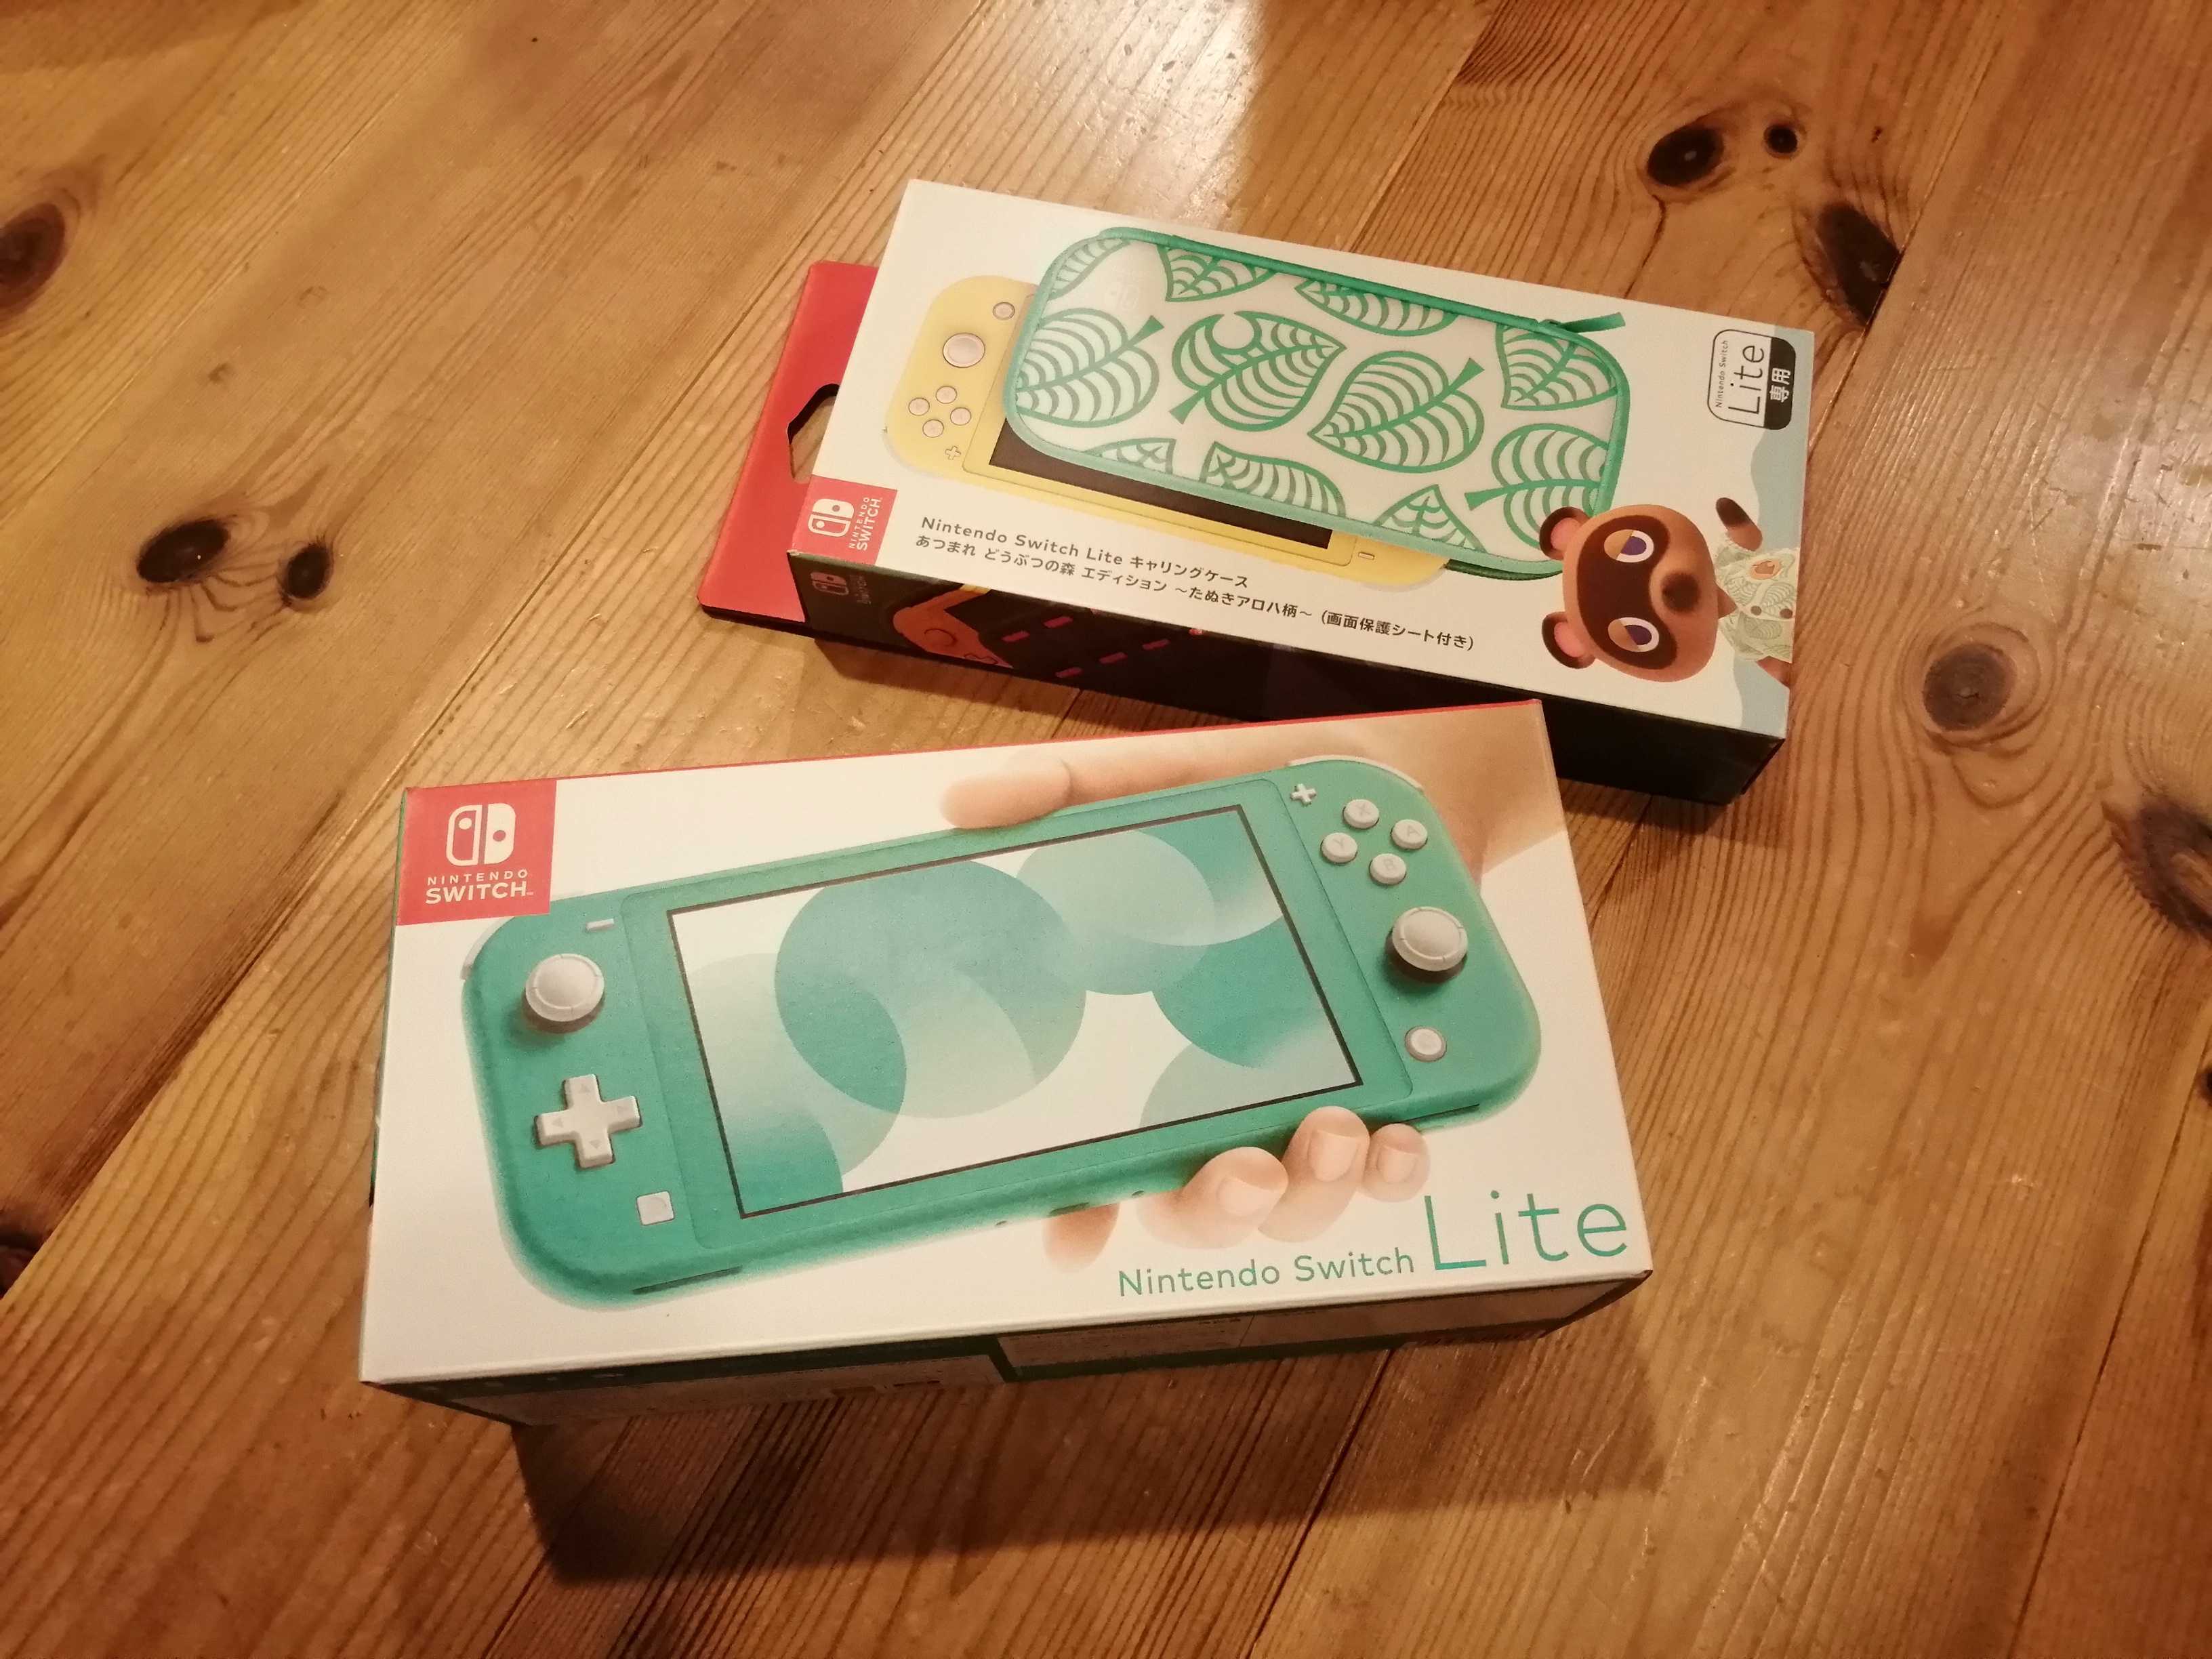 Nintendo Switch
Lite
専用
NINTENDO
SWITCH
Nintendo Switch Lite キャリングケース
あつまれ どうぶつの森 エディション ～たぬきアロハ柄～ (画面保護シート付き)
NINTENDO
SWITCH
X
A
Y
B
Nintendo Switch Lite